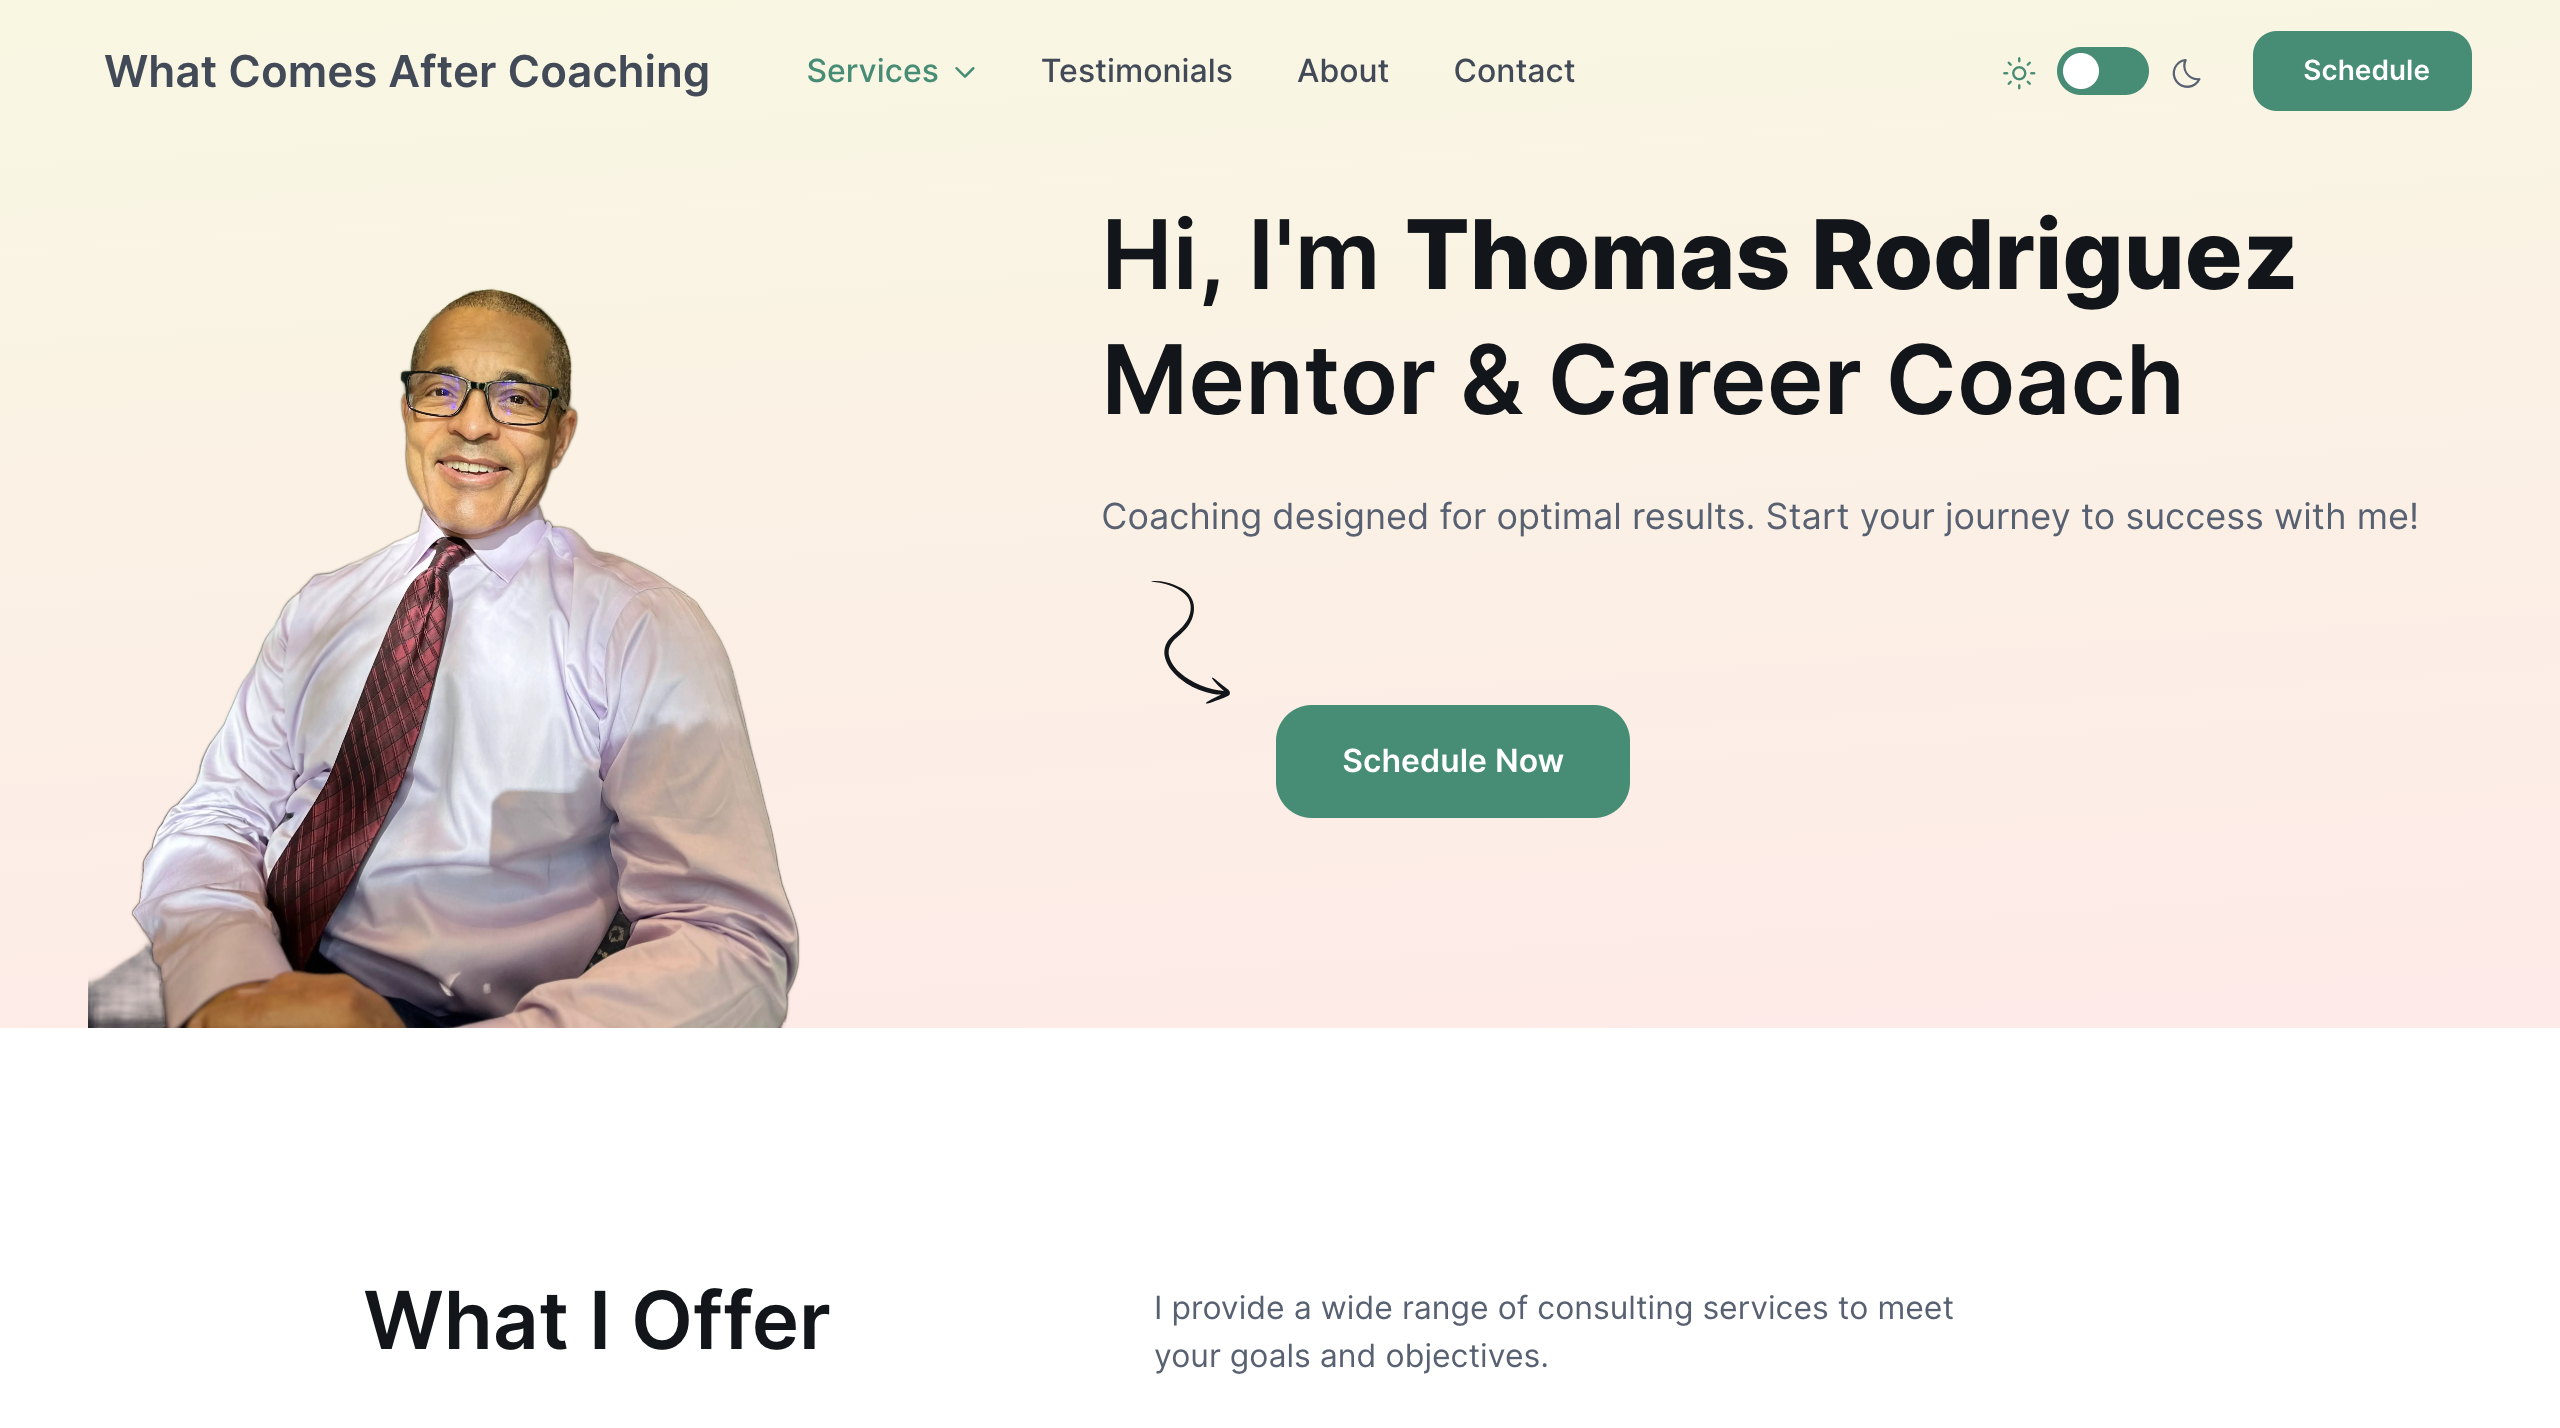 What Comes After Coaching
Services
Testimonials
About
Contact
Schedule
Hi, I'm Thomas Rodriguez
Mentor & Career Coach
Coaching designed for optimal results. Start your journey to success with me!
Schedule Now
What I Offer
I provide a wide range of consulting services to meet
your goals and objectives.